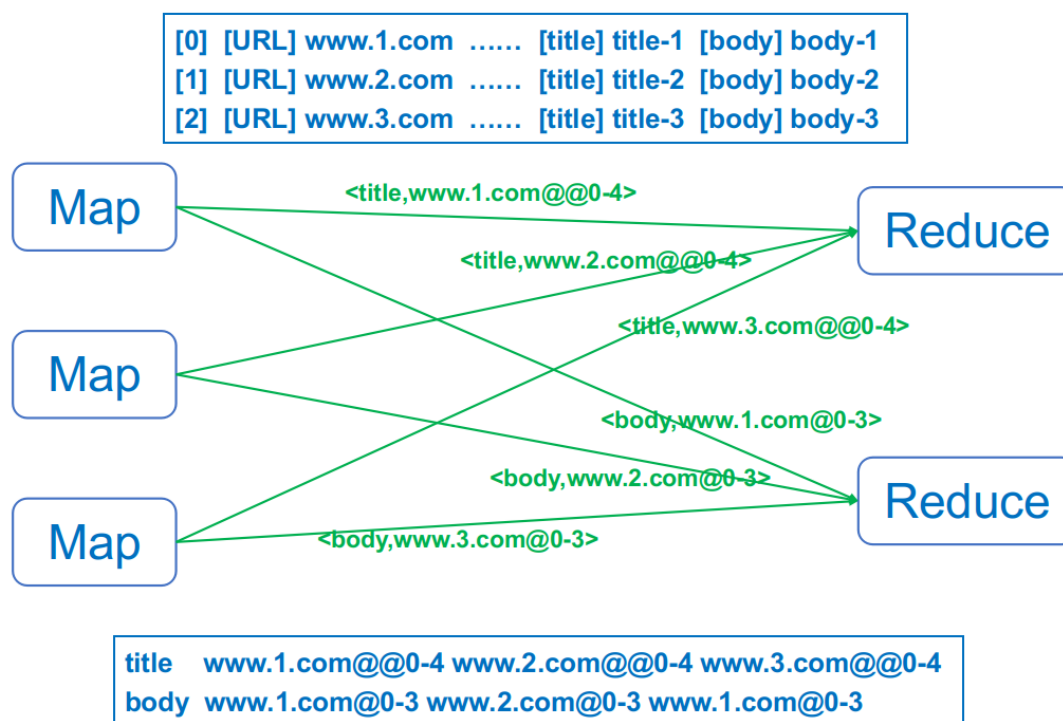 [0] [URL] www.1.com …… [title] title-1 [body] body-1
[1] [URL] www.2.com …… [title] title-2 [body] body-2
[2] [URL] www.3.com …… [title] title-3 [body] body-3
Map
<title,www.1.com@@0-4>
Reduce
<title,www.2.com@@0-4>
<title,www.3.com@@0-4>
Map
<body,www.1.com@0-3>
<body,www.2.com@0-3>
Reduce
Map
<body,www.3.com@0-3>
title www.1.com@@0-4 www.2.com@@0-4 www.3.com@@0-4
body www.1.com@0-3 www.2.com@0-3 www.1.com@0-3